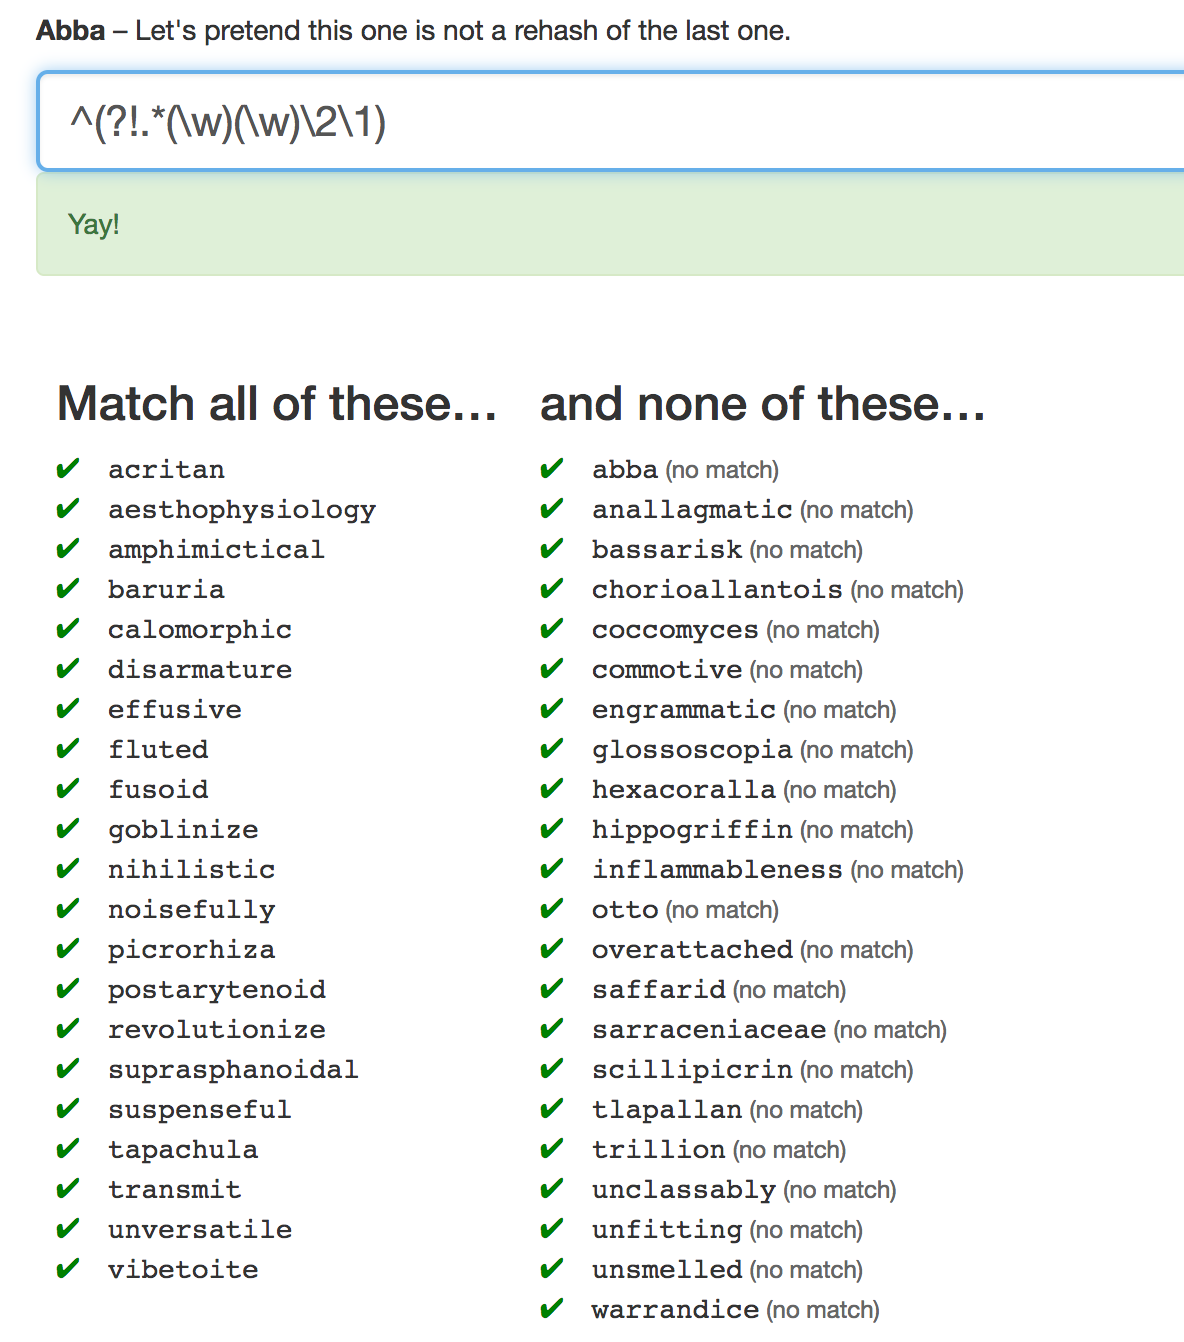 Abba – Let's pretend this one is not a rehash of the last one.
^(?!.*(\w)(\w)\2\1)
Yay!
Match all of these...
✔ acritan
✔ aesthophysiology
✔ amphimictical
✔ baruria
✔ calomorphic
✔ disarmature
✔ effusive
✔ fluted
✔ fusoid
✔ goblinize
✔ nihilistic
✔ noisefully
✔ picrorhiza
✔ postarytenoid
✔ revolutionize
✔ suprasphanoidal
✔ suspenseful
✔ tapachula
✔ transmit
✔ unversatile
✔ vibetoite
and none of these...
✔ abba (no match)
✔ anallagmatic (no match)
✔ bassarisk (no match)
✔ chorioallantois (no match)
✔ coccomyces (no match)
✔ commotive (no match)
✔ engrammatic (no match)
✔ glossoscopia (no match)
✔ hexacoralla (no match)
✔ hippogriffin (no match)
✔ inflammableness (no match)
✔ otto (no match)
✔ overattached (no match)
✔ saffarid (no match)
✔ sarraceniaceae (no match)
✔ scillipicrin (no match)
✔ tlapallan (no match)
✔ trillion (no match)
✔ unclassably (no match)
✔ unfitting (no match)
✔ unsmelled (no match)
✔ warrandice (no match)